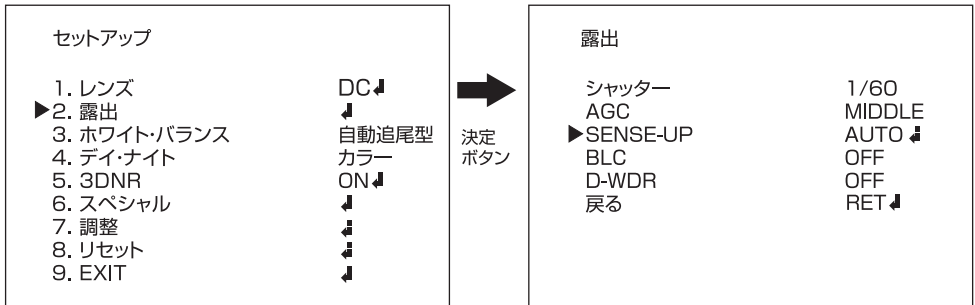 セットアップ
1. レンズ DC↲
▶2. 露出 ↲
3. ホワイト・バランス 自動追尾型
4. デイ・ナイト カラー
5. 3DNR ON↲
6. スペシャル ↲
7. 調整 ↲
8. リセット ↲
9. EXIT ↲
決定
ボタン
露出
シャッター 1/60
AGC MIDDLE
▶SENSE-UP AUTO ↲
BLC OFF
D-WDR OFF
戻る RET↲